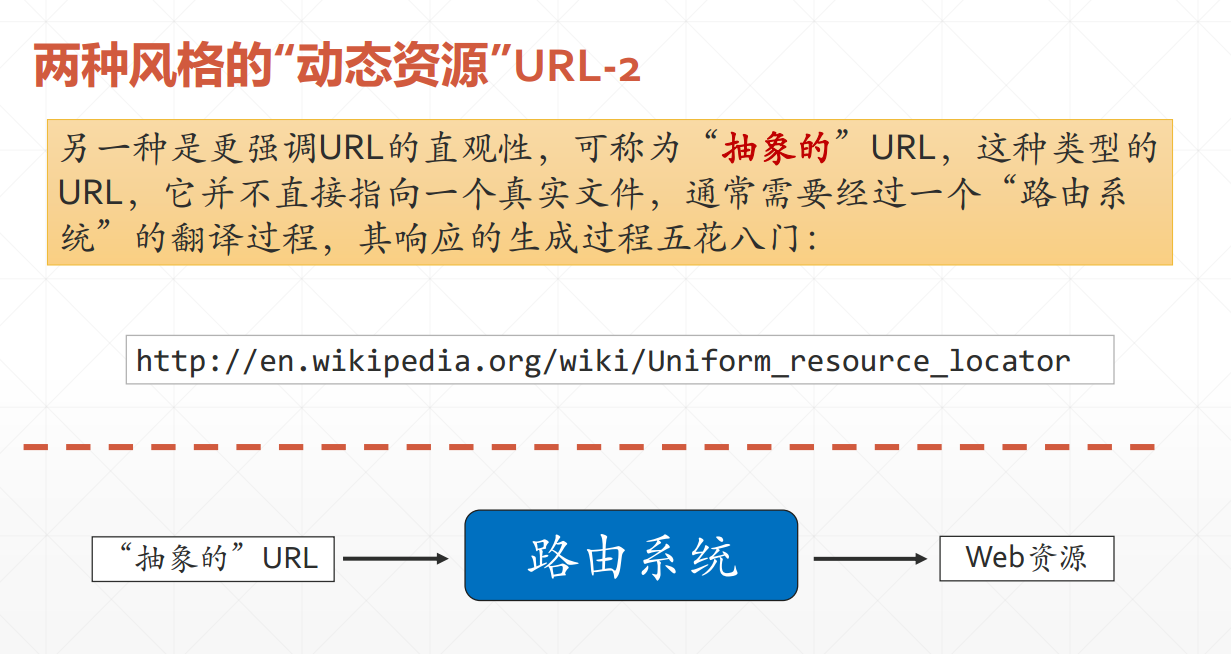 两种风格的“动态资源”URL-2
另一种是更强调URL的直观性，可称为“抽象的”URL，这种类型的
URL，它并不直接指向一个真实文件，通常需要经过一个“路由系
统”的翻译过程，其响应的生成过程五花八门：
http://en.wikipedia.org/wiki/Uniform_resource_locator
“抽象的”URL
路由系统
Web资源